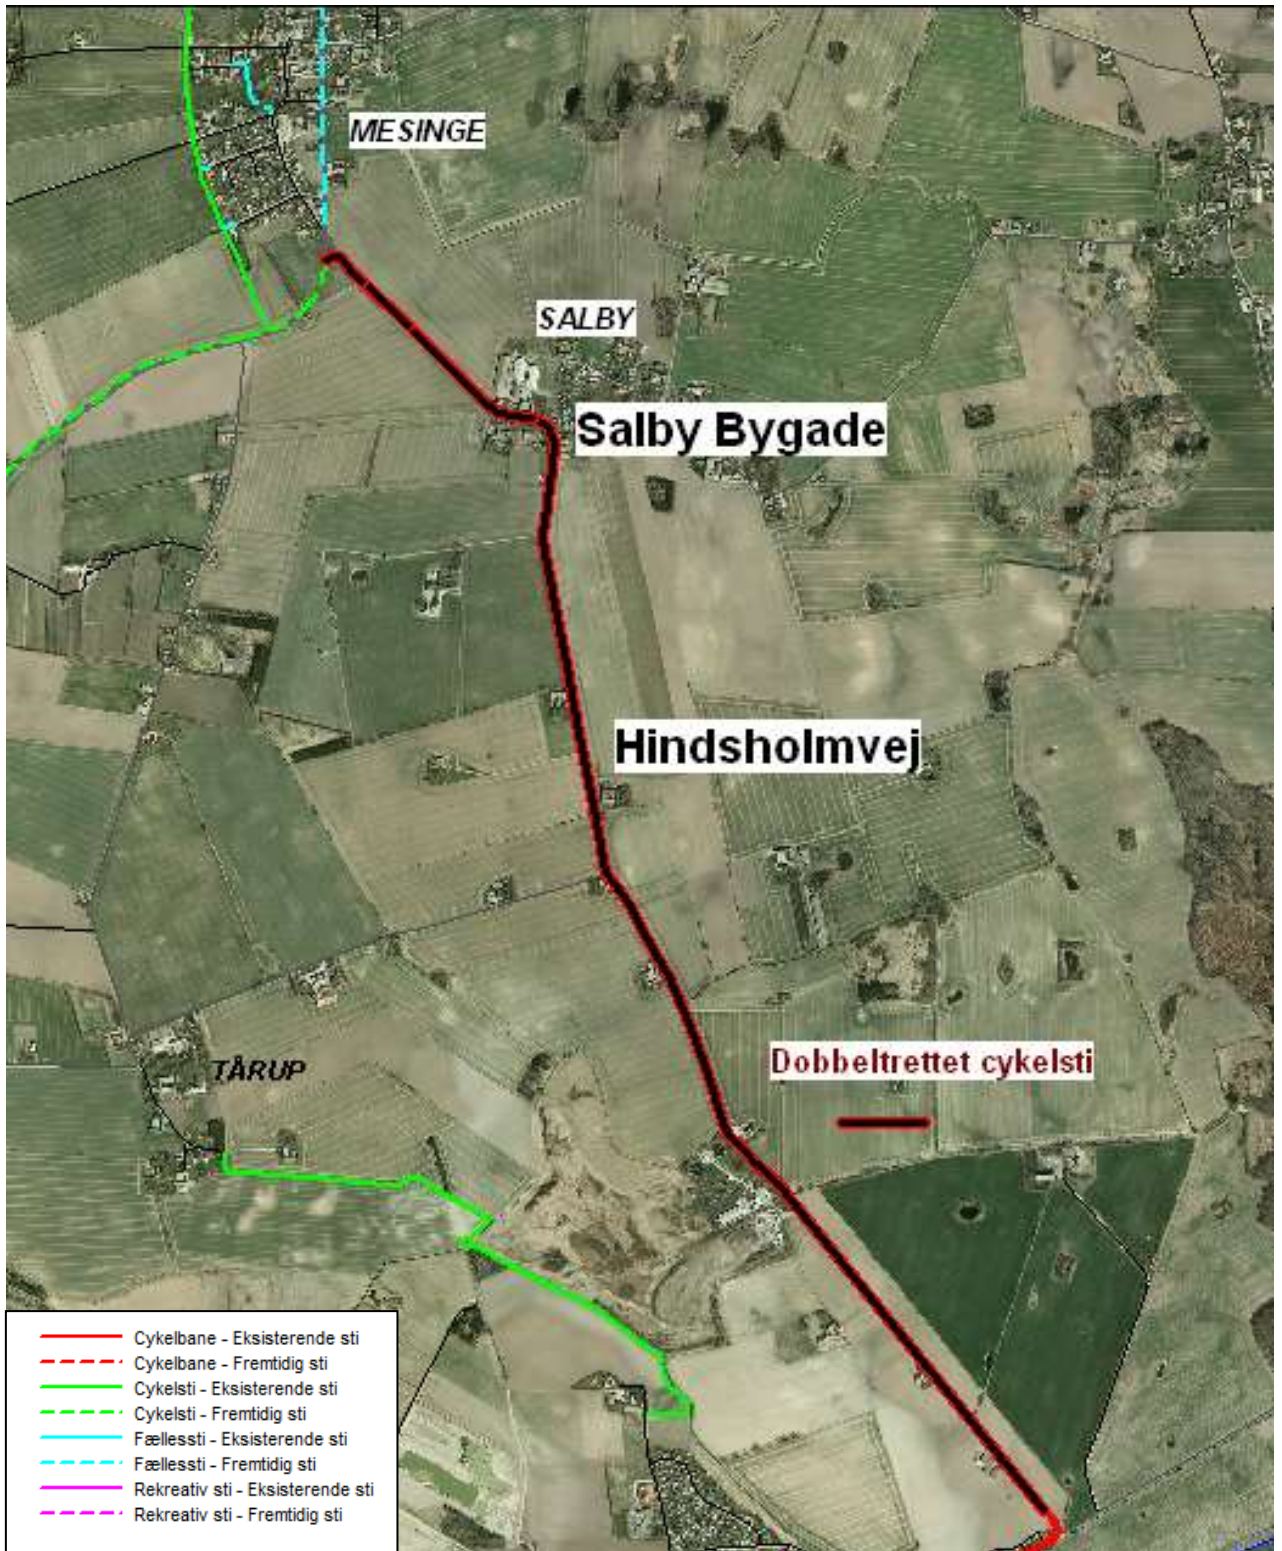 MESINGE
SALBY
Salby Bygade
Hindsholmvej
Dobbeltrettet cykelsti
TÅRUP
Cykelbane - Eksisterende sti
Cykelbane - Fremtidig sti
Cykelsti - Eksisterende sti
Cykelsti - Fremtidig sti
Fællessti - Eksisterende sti
Fællessti - Fremtidig sti
Rekreativ sti - Eksisterende sti
Rekreativ sti - Fremtidig sti